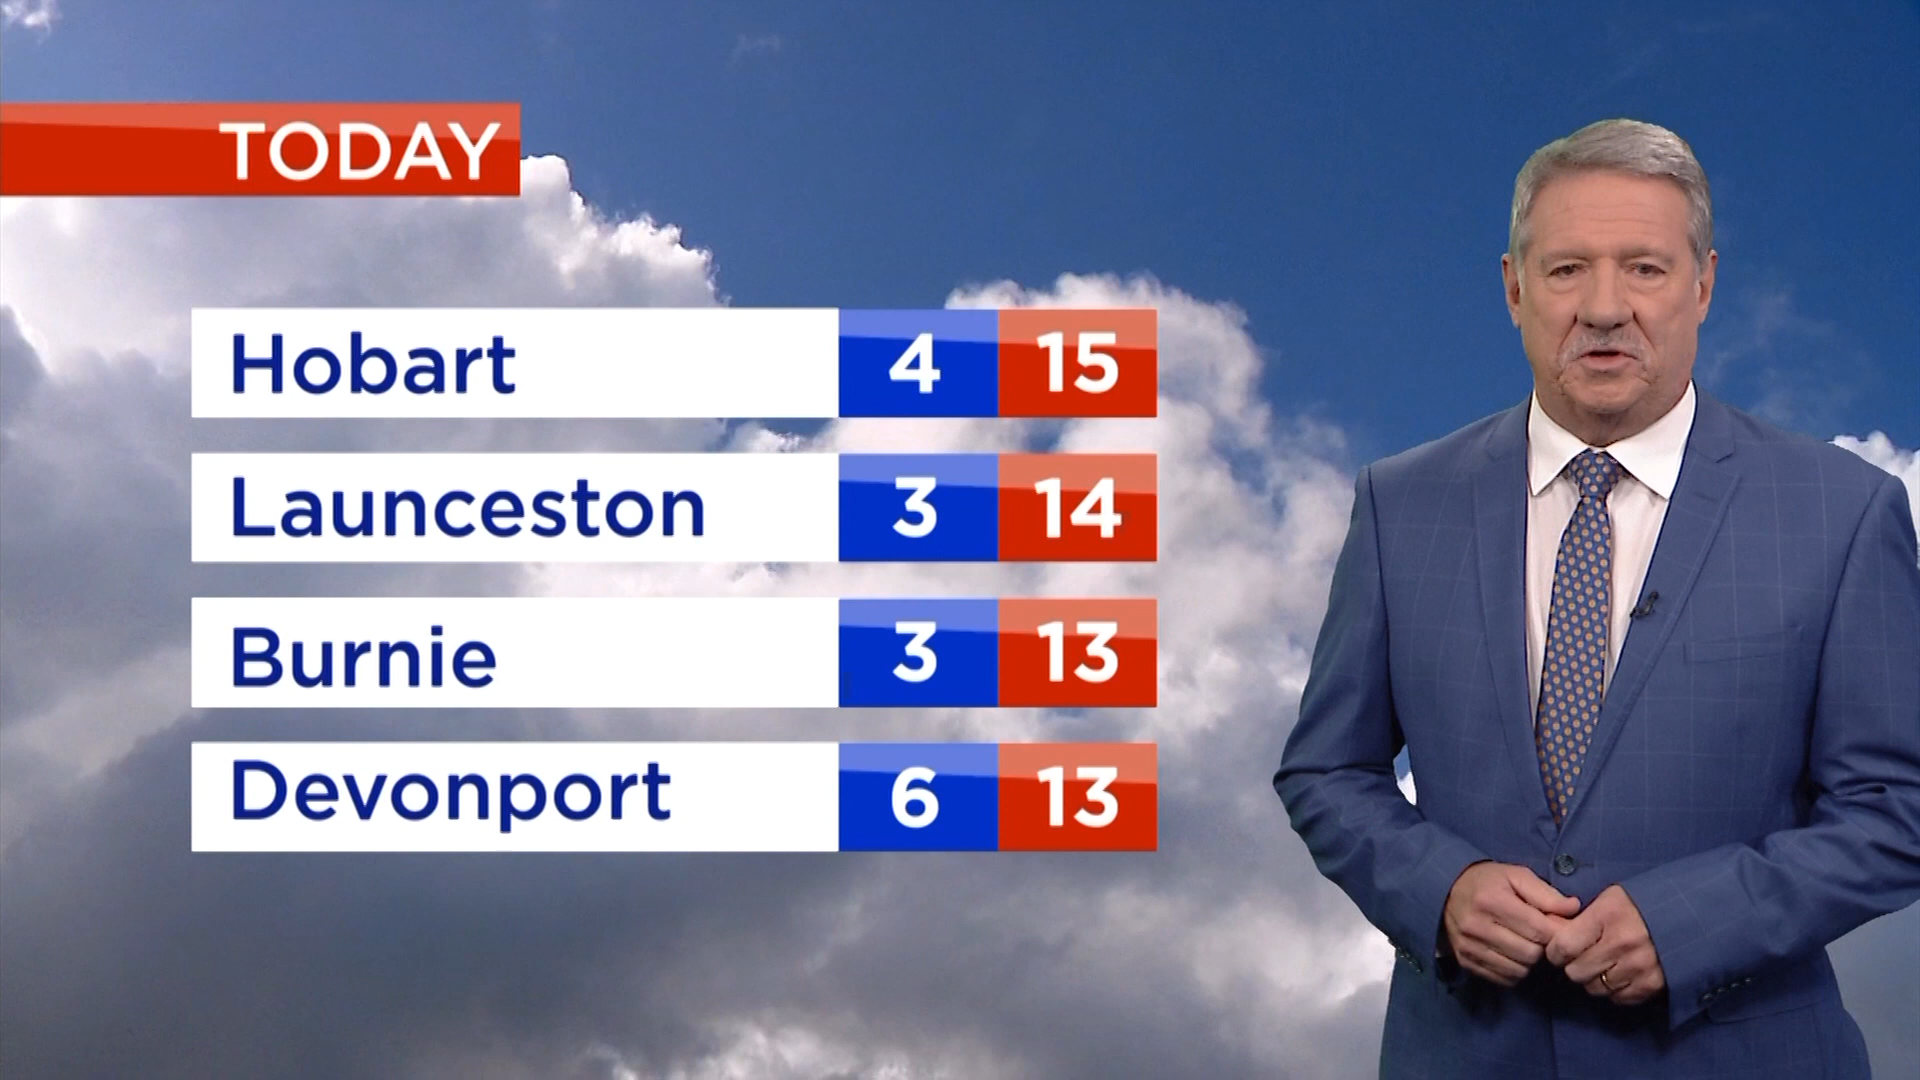 TODAY
Hobart 4 15
Launceston 3 14
Burnie 3 13
Devonport 6 13